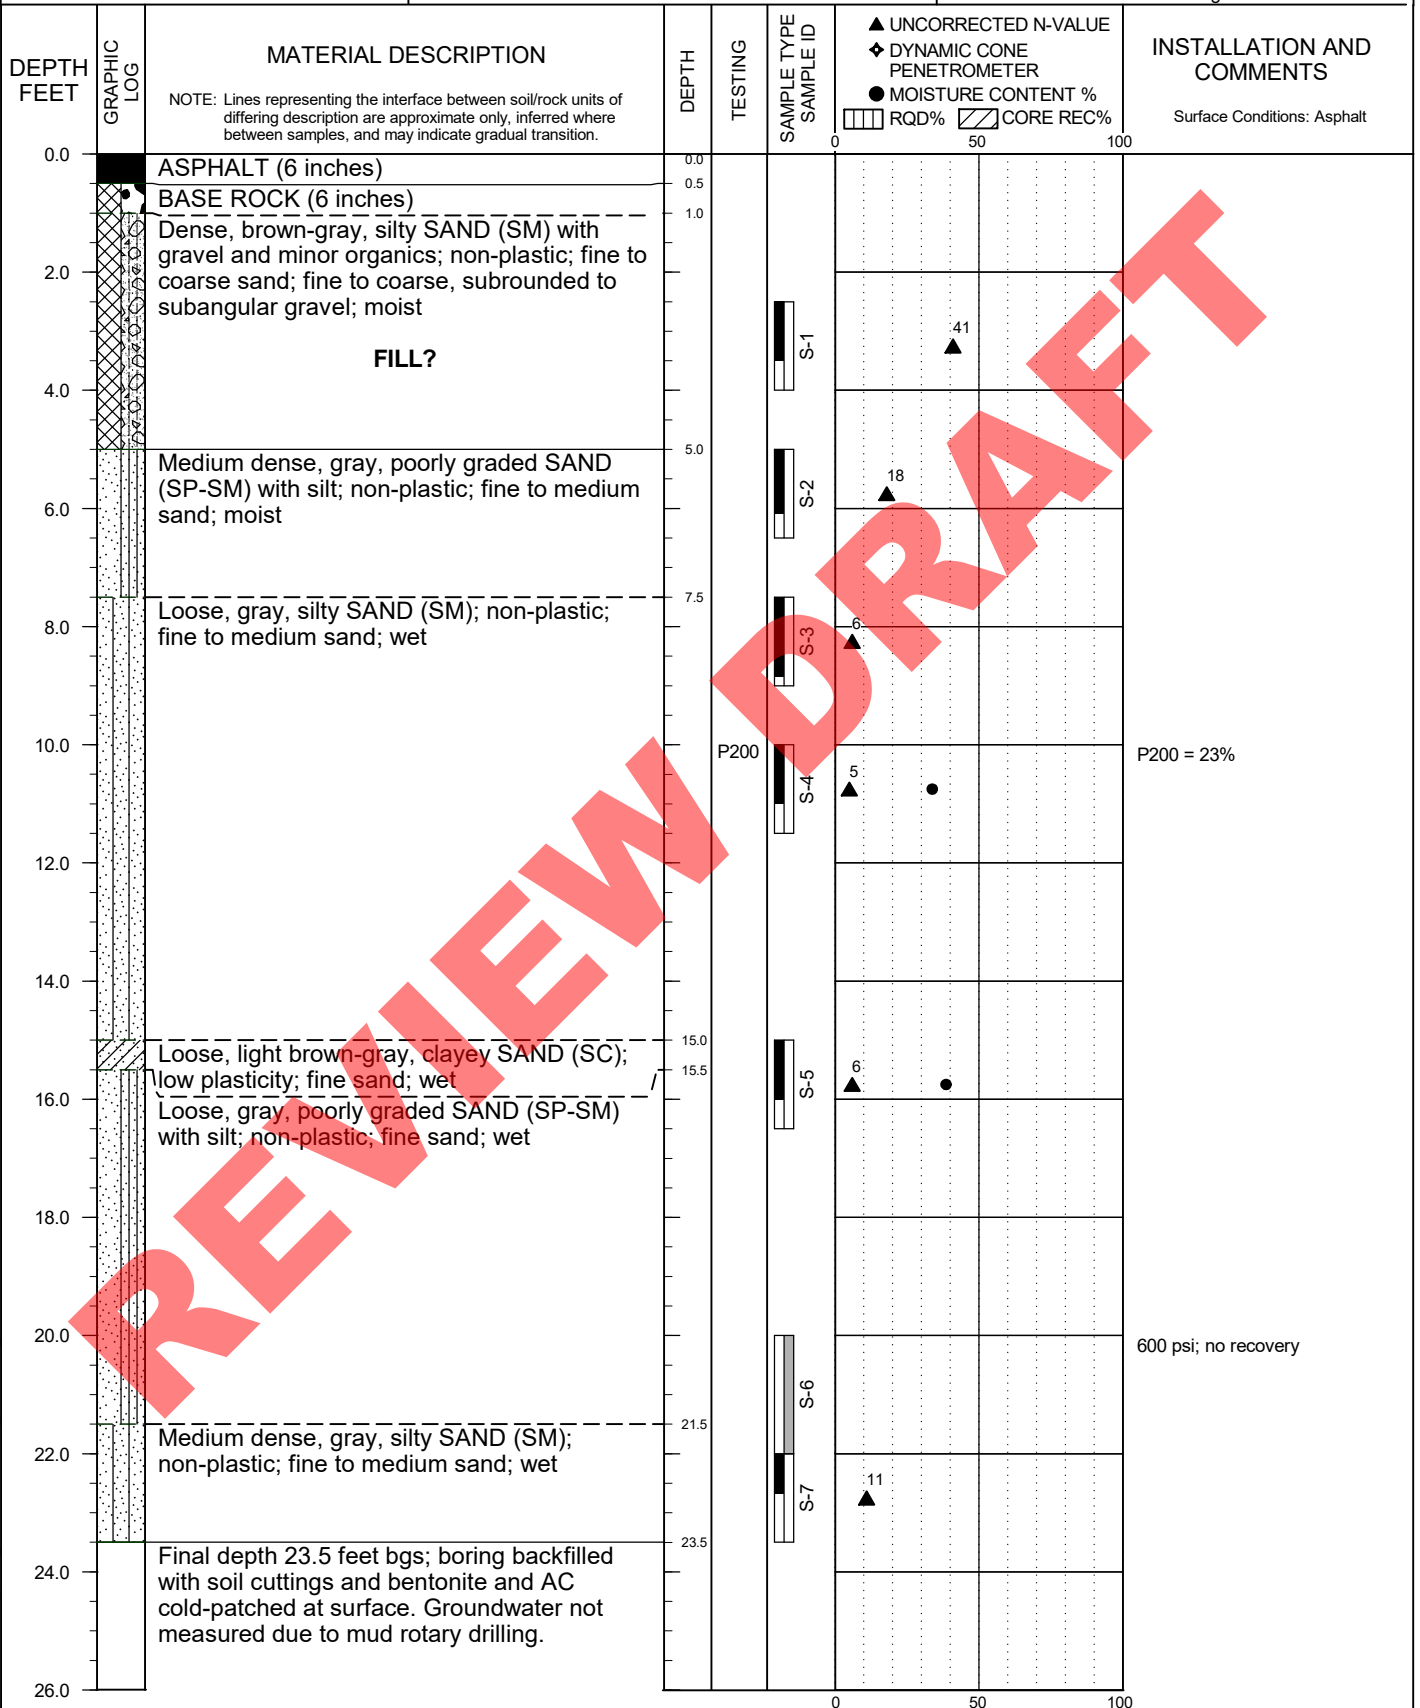 DEPTH
FEET
GRAPHIC
LOG
MATERIAL DESCRIPTION
NOTE: Lines representing the interface between soil/rock units of
differing description are approximate only, inferred where
between samples, and may indicate gradual transition.
DEPTH
TESTING
SAMPLE TYPE
SAMPLE ID
UNCORRECTED N-VALUE
DYNAMIC CONE
PENETROMETER
MOISTURE CONTENT %
RQD% CORE REC%
0 50 100
INSTALLATION AND
COMMENTS
Surface Conditions: Asphalt
0.0
ASPHALT (6 inches)
0.0
0.5
BASE ROCK (6 inches)
1.0
Dense, brown-gray, silty SAND (SM) with
gravel and minor organics; non-plastic; fine to
coarse sand; fine to coarse, subrounded to
subangular gravel; moist
2.0
FILL?
S-1
41
4.0
5.0
Medium dense, gray, poorly graded SAND
(SP-SM) with silt; non-plastic; fine to medium
sand; moist
S-2
18
6.0
7.5
Loose, gray, silty SAND (SM); non-plastic;
fine to medium sand; wet
8.0
S-3
6
10.0
P200
S-4
5
P200 = 23%
12.0
14.0
15.0
Loose, light brown-gray, clayey SAND (SC);
low plasticity; fine sand; wet
15.5
S-5
6
16.0
Loose, gray, poorly graded SAND (SP-SM)
with silt; non-plastic; fine sand; wet
18.0
20.0
S-6
600 psi; no recovery
21.5
Medium dense, gray, silty SAND (SM);
non-plastic; fine to medium sand; wet
22.0
S-7
11
23.5
Final depth 23.5 feet bgs; boring backfilled
with soil cuttings and bentonite and AC
cold-patched at surface. Groundwater not
measured due to mud rotary drilling.
24.0
26.0
0 50 100
REVIEW DRAFT